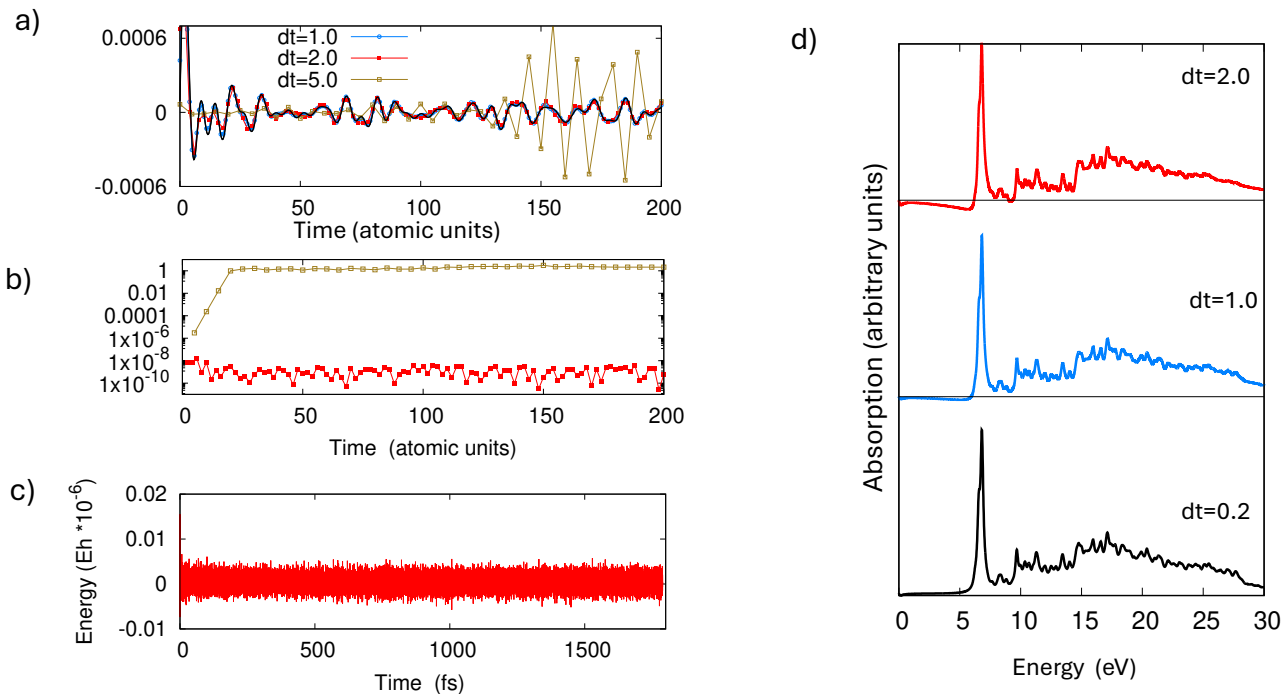 a)
0.0006
0
-0.0006
dt=1.0
dt=2.0
dt=5.0
0 50 100 150 200
Time (atomic units)
b)
1
0.01
0.0001
1x10-6
1x10-8
1x10-10
0 50 100 150 200
Time (atomic units)
c)
Energy (Eh *10-6)
0.02
0.01
0
-0.01
0 500 1000 1500
Time (fs)
d)
Absorption (arbitrary units)
dt=2.0
dt=1.0
dt=0.2
0 5 10 15 20 25 30
Energy (eV)